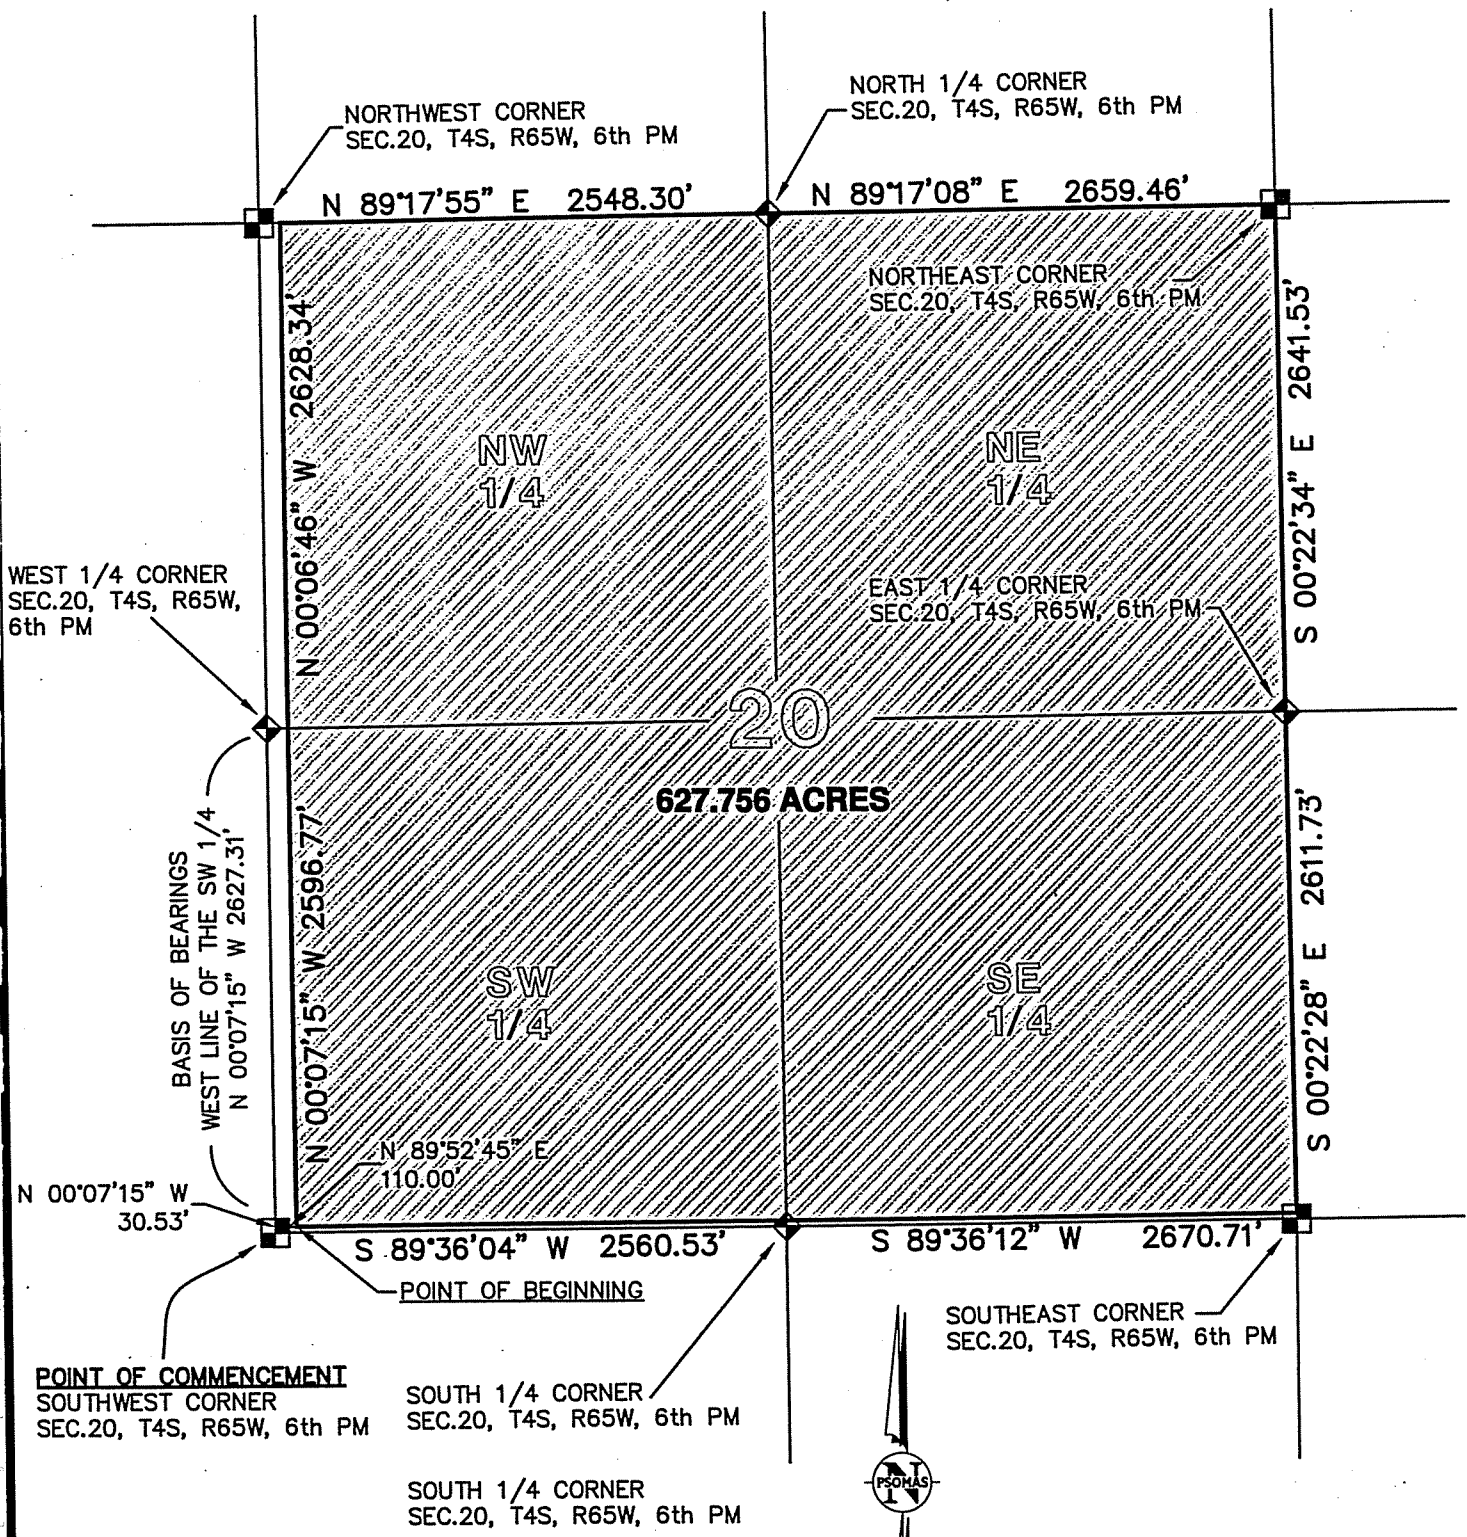 NORTH 1/4 CORNER
SEC.20, T4S, R65W, 6th PM
NORTHWEST CORNER
SEC.20, T4S, R65W, 6th PM
N 89°17'55" E 2548.30'
N 89°17'08" E 2659.46'
NORTHEAST CORNER
SEC.20, T4S, R65W, 6th PM
N 00°06'46" W 2628.34'
S 00°22'34" E 2641.53'
NW
1/4
NE
1/4
WEST 1/4 CORNER
SEC.20, T4S, R65W,
6th PM
EAST 1/4 CORNER
SEC.20, T4S, R65W, 6th PM
20
627.756 ACRES
BASIS OF BEARINGS
WEST LINE OF THE SW 1/4
N 00°07'15" W 2627.31'
N 00°07'15" W 2596.77'
S 00°22'28" E 2611.73'
SW
1/4
SE
1/4
N 89°52'45" E
110.00'
N 00°07'15" W
30.53'
S 89°36'04" W 2560.53'
S 89°36'12" W 2670.71'
POINT OF BEGINNING
SOUTHEAST CORNER
SEC.20, T4S, R65W, 6th PM
POINT OF COMMENCEMENT
SOUTHWEST CORNER
SEC.20, T4S, R65W, 6th PM
SOUTH 1/4 CORNER
SEC.20, T4S, R65W, 6th PM
SOUTH 1/4 CORNER
SEC.20, T4S, R65W, 6th PM
N
PSOMAS